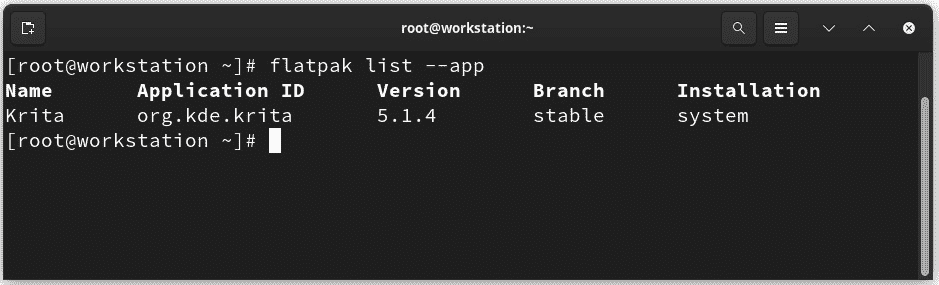 root@workstation:~
[root@workstation ~]# flatpak list --app
Name Application ID Version Branch Installation
Krita org.kde.krita 5.1.4 stable system
[root@workstation ~]#